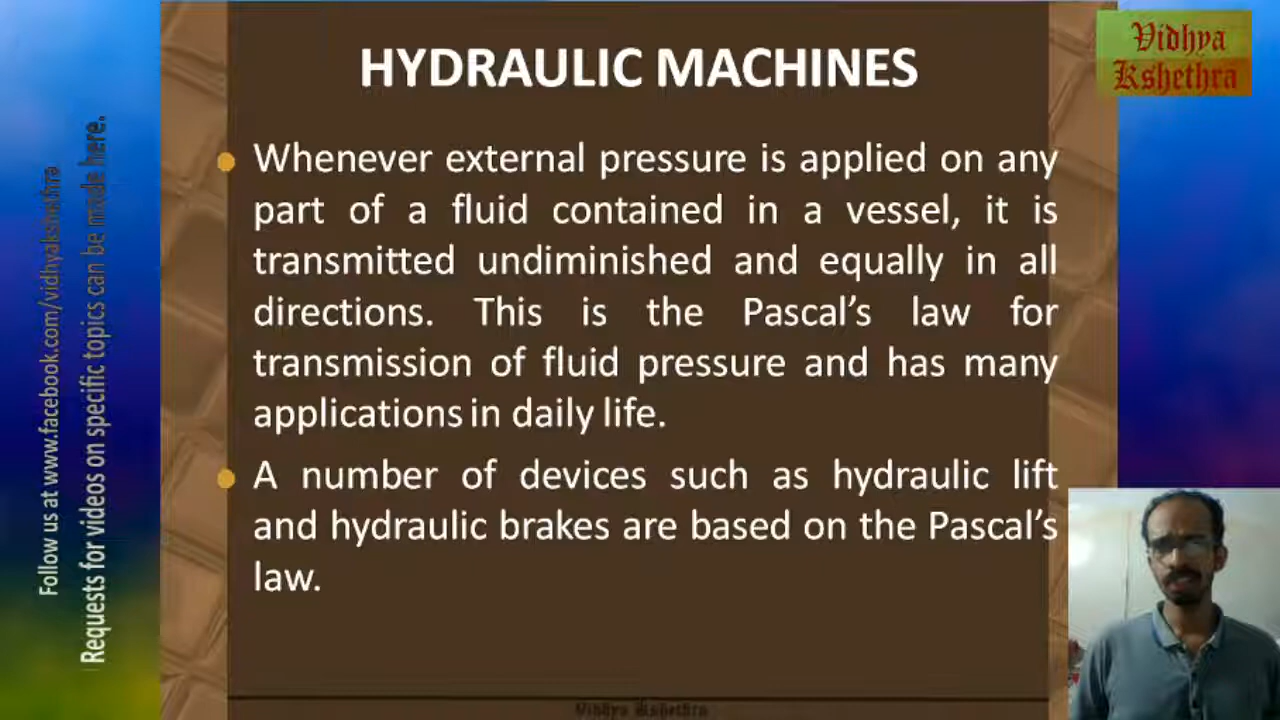 HYDRAULIC MACHINES
Vidhya
Kshethra
Whenever external pressure is applied on any
part of a fluid contained in a vessel, it is
transmitted undiminished and equally in all
directions. This is the Pascal’s law for
transmission of fluid pressure and has many
applications in daily life.
A number of devices such as hydraulic lift
and hydraulic brakes are based on the Pascal’s
law.
Follow us at www.facebook.com/vidhyakshethra
Requests for videos on specific topics can be made here.
Vidhya Kshethra